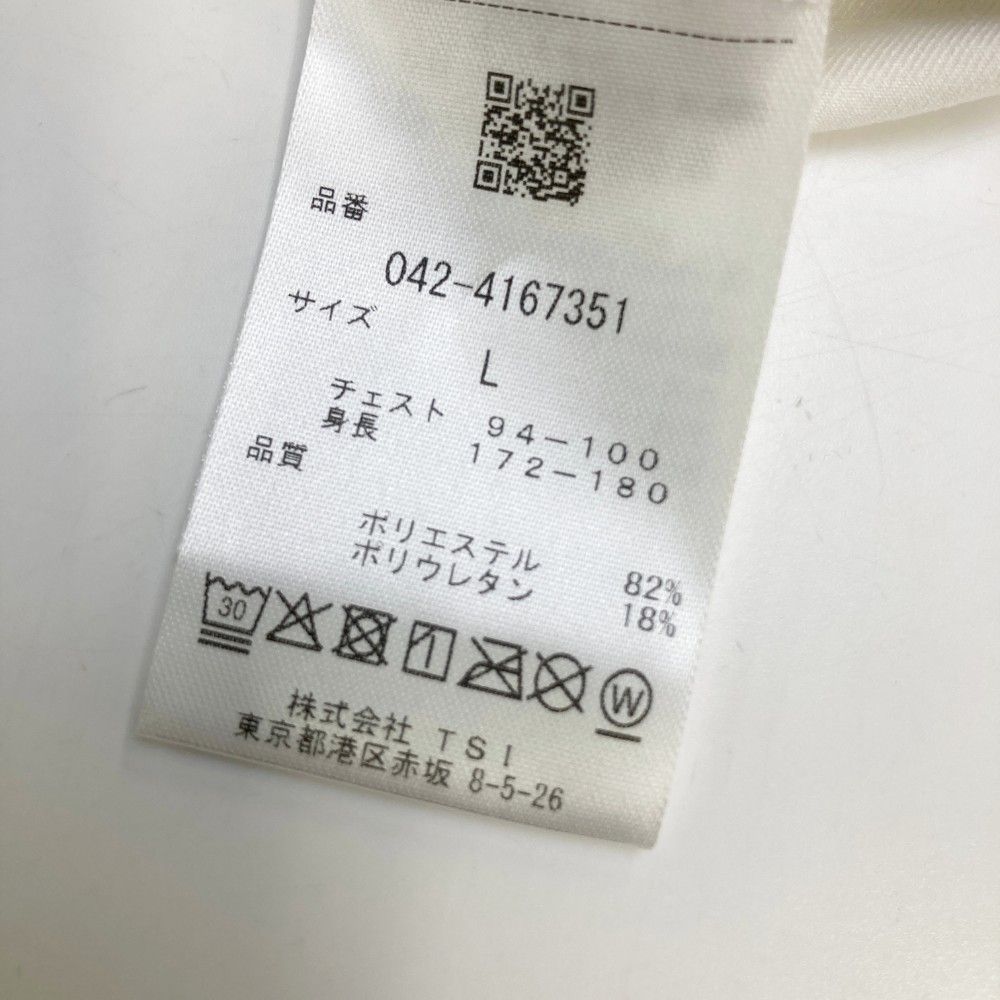 品番
042-4167351
サイズ
L
チェスト 94-100
身長 172-180
品質
ポリエステル 82%
ポリウレタン 18%
30
W
株式会社 TSI
東京都港区赤坂 8-5-26